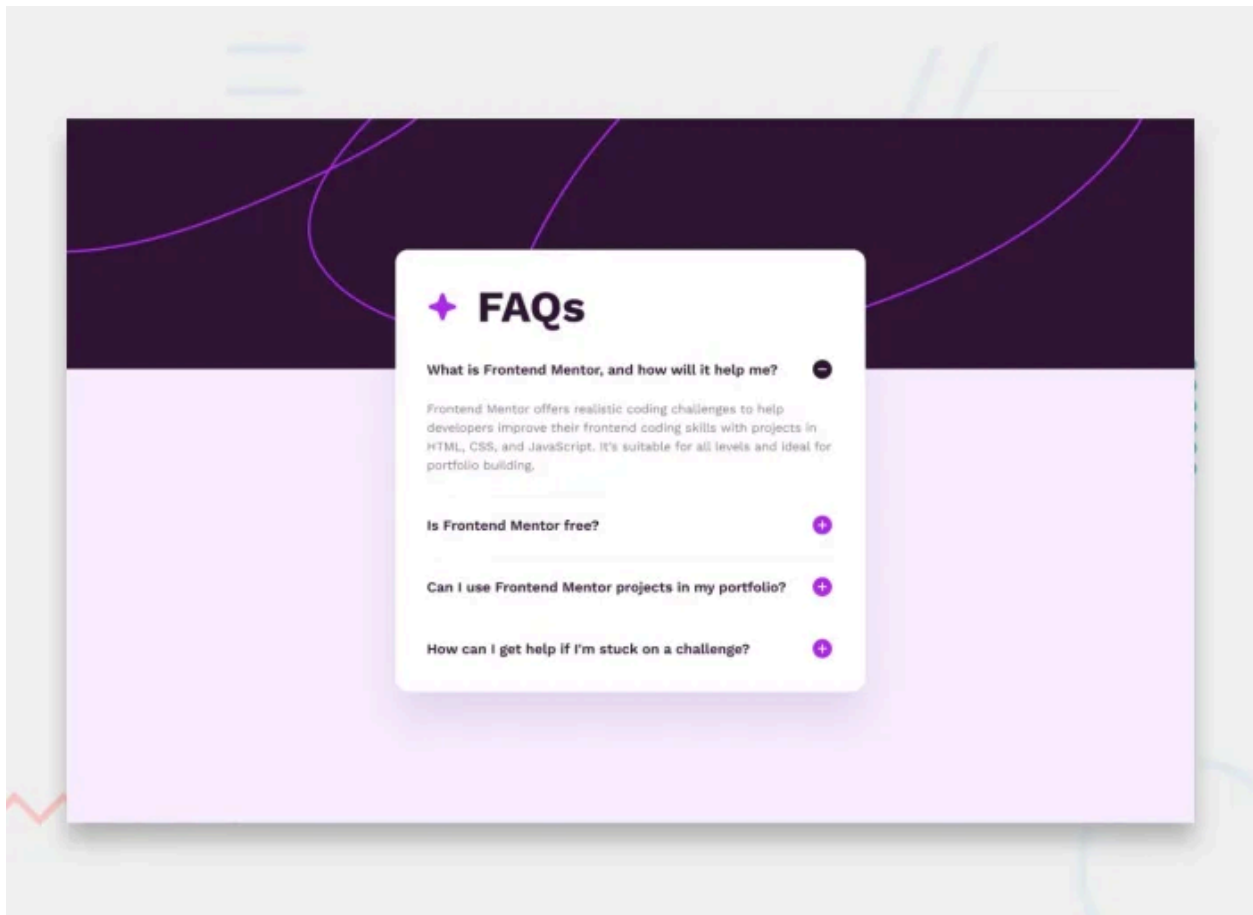 FAQs
What is Frontend Mentor, and how will it help me?
Frontend Mentor offers realistic coding challenges to help
developers improve their frontend coding skills with projects in
HTML, CSS, and JavaScript. It's suitable for all levels and ideal for
portfolio building.
Is Frontend Mentor free?
Can I use Frontend Mentor projects in my portfolio?
How can I get help if I'm stuck on a challenge?